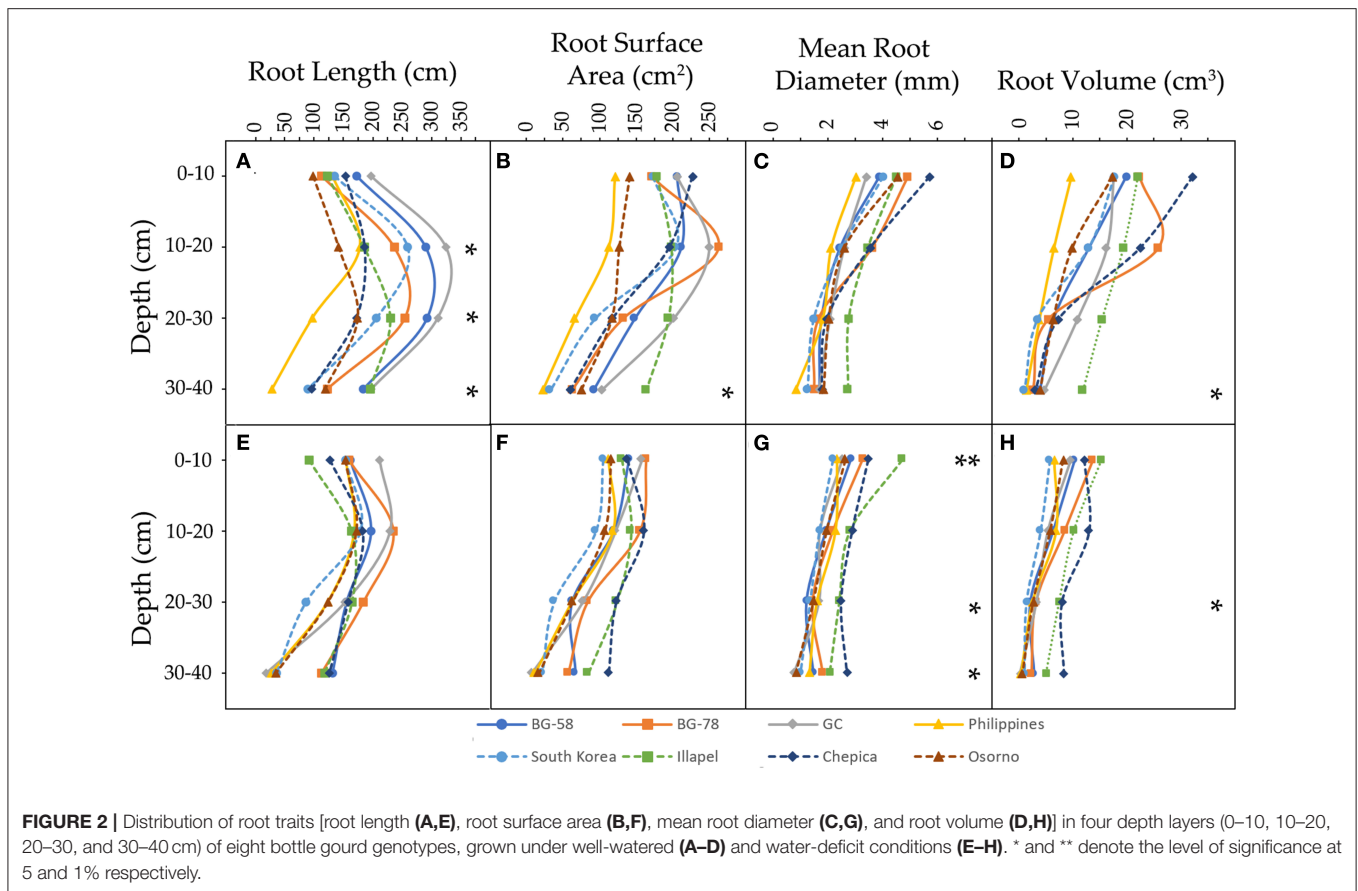 Root Length (cm)
Root Surface
Area (cm²)
Mean Root
Diameter (mm)
Root Volume (cm³)
0 50 100 150 200 250 300 350
0 50 100 150 200 250
0 2 4 6
0 10 20 30
A B C D
Depth (cm)
0-10
10-20
20-30
30-40
*
*
*
*
*
E F G H
Depth (cm)
0-10
10-20
20-30
30-40
**
*
*
*
BG-58 BG-78 GC Philippines
South Korea Illapel Chepica Osorno
FIGURE 2 | Distribution of root traits [root length (A,E), root surface area (B,F), mean root diameter (C,G), and root volume (D,H)] in four depth layers (0–10, 10–20,
20–30, and 30–40 cm) of eight bottle gourd genotypes, grown under well-watered (A–D) and water-deficit conditions (E–H). * and ** denote the level of significance at
5 and 1% respectively.